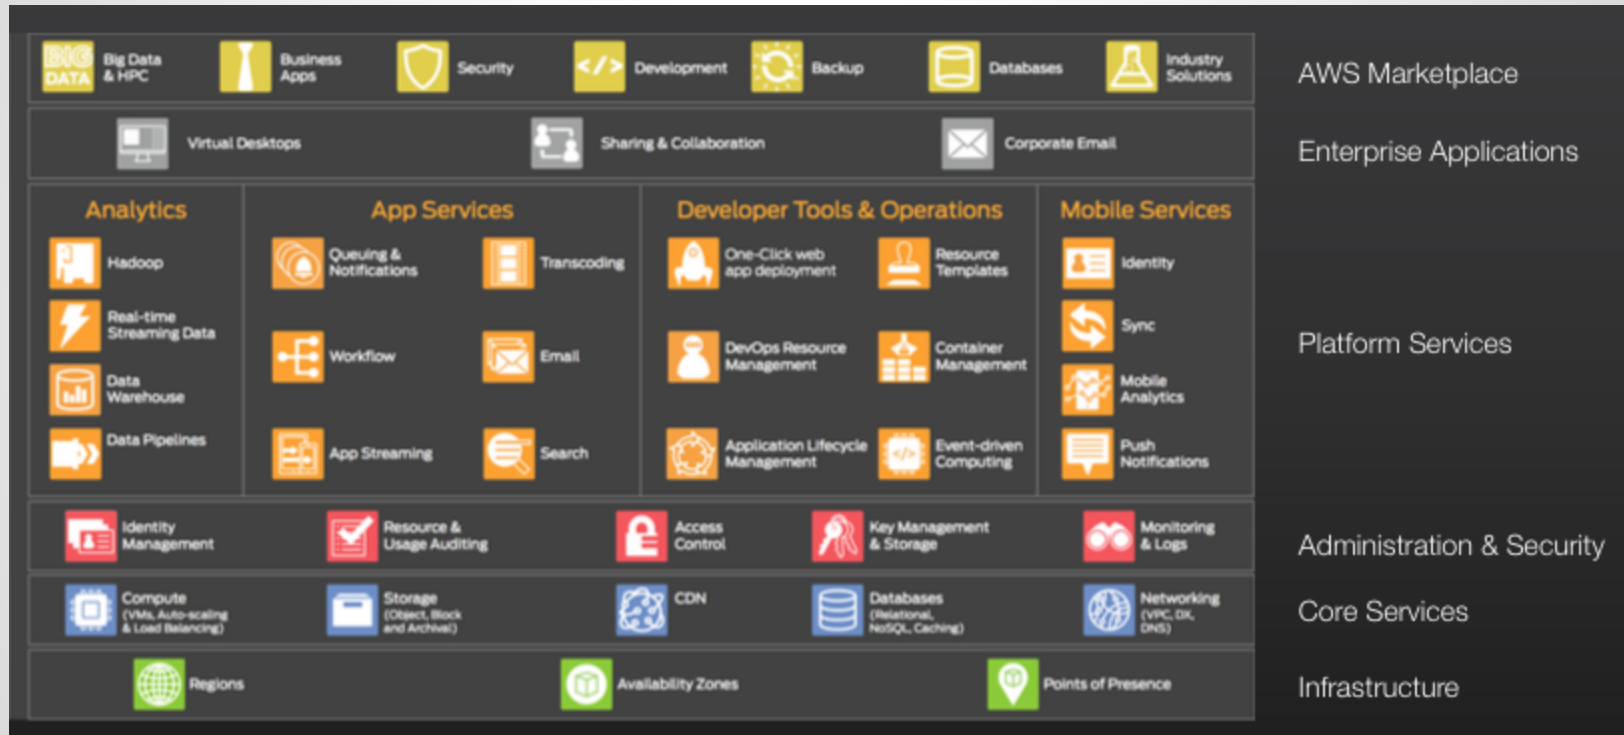 BIG DATA
Big Data
& HPC
Business
Apps
Security
</>
Development
Backup
Databases
Industry
Solutions
AWS Marketplace
Virtual Desktops
Sharing & Collaboration
Corporate Email
Enterprise Applications
Analytics
Hadoop
Real-time
Streaming Data
Data
Warehouse
Data Pipelines
App Services
Queuing &
Notifications
Transcoding
Workflow
Email
App Streaming
Search
Developer Tools & Operations
One-Click web
app deployment
Resource
Templates
DevOps Resource
Management
Container
Management
Application Lifecycle
Management
</>
Event-driven
Computing
Mobile Services
Identity
Sync
Mobile
Analytics
Push
Notifications
Platform Services
Identity
Management
Resource &
Usage Auditing
Access
Control
Key Management
& Storage
Monitoring
& Logs
Administration & Security
Compute
(VMs, Auto-scaling
& Load Balancing)
Storage
(Object, Block
and Archival)
CDN
Databases
(Relational,
NoSQL, Caching)
Networking
(VPC, DX,
DNS)
Core Services
Regions
Availability Zones
Points of Presence
Infrastructure